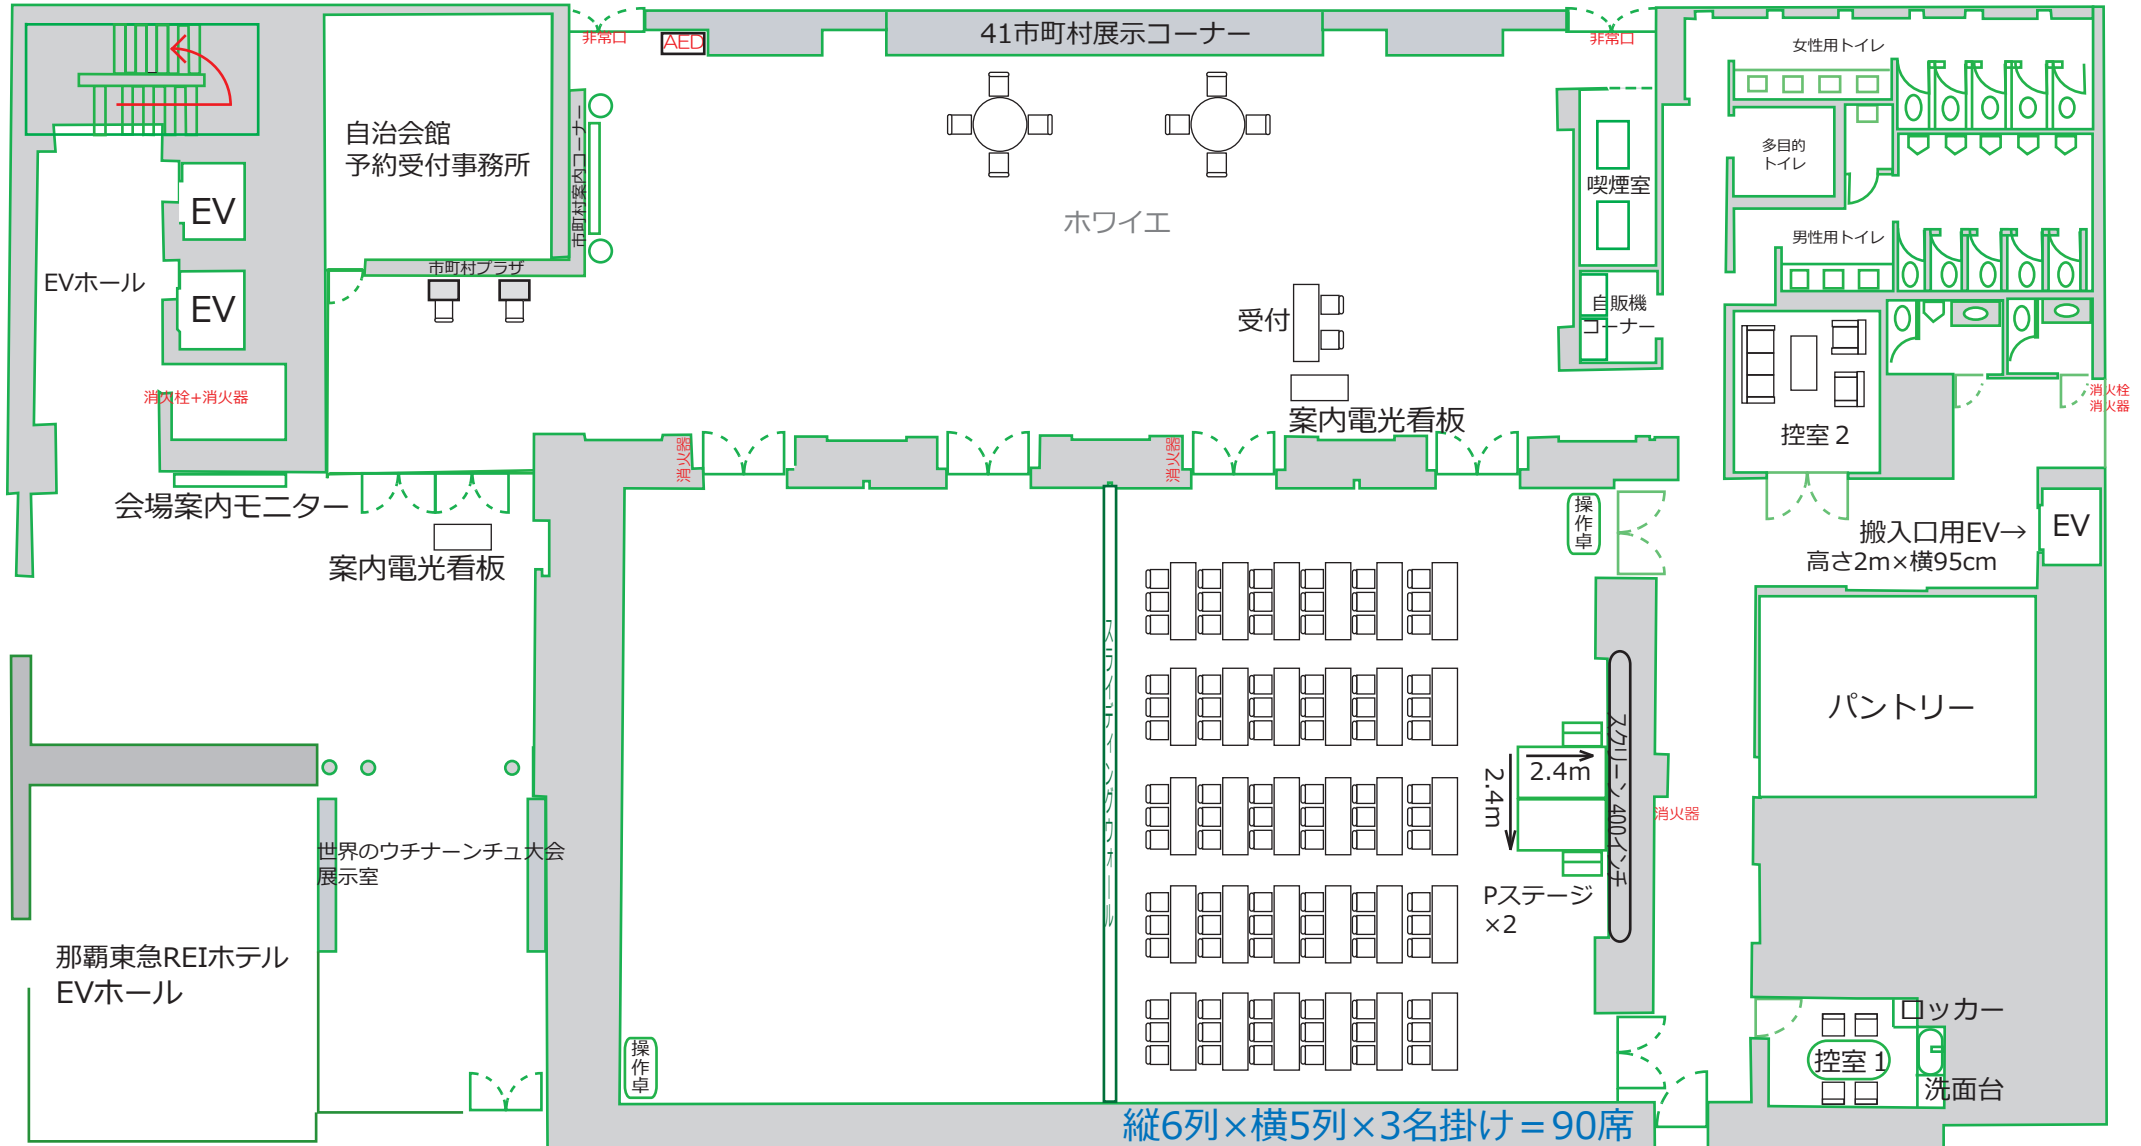 41市町村展示コーナー
非常口
AED
非常口
女性用トイレ
自治会館
予約受付事務所
市町村案内コーナー
多目的
トイレ
喫煙室
EV
ホワイエ
男性用トイレ
EVホール
市町村プラザ
EV
受付
自販機
コーナー
消火栓+消火器
消火栓
消火器
案内電光看板
控室2
消火器
消火器
会場案内モニター
操作卓
搬入口用EV→
高さ2m×横95cm
EV
案内電光看板
スライディングウォール
スクリーン400インチ
パントリー
2.4m
2.4m
消火器
世界のウチナーンチュ大会
展示室
Pステージ
×2
那覇東急REIホテル
EVホール
ロッカー
操作卓
控室1
洗面台
縦6列×横5列×3名掛け=90席